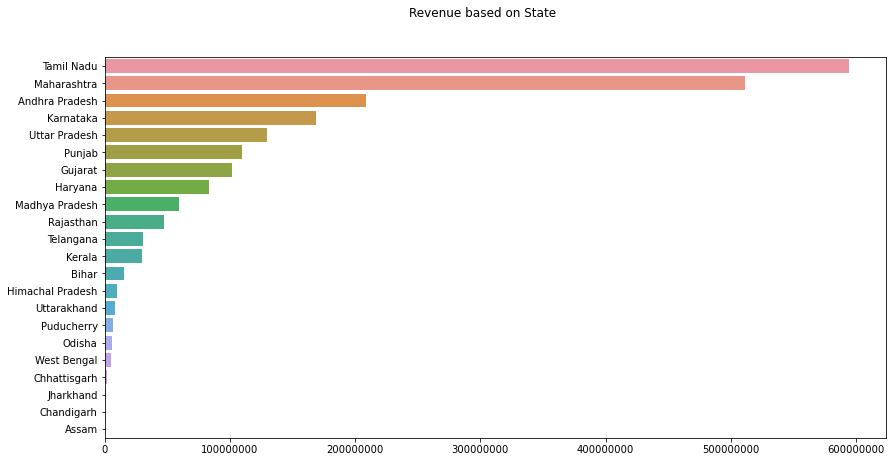 Revenue based on State
Tamil Nadu
Maharashtra
Andhra Pradesh
Karnataka
Uttar Pradesh
Punjab
Gujarat
Haryana
Madhya Pradesh
Rajasthan
Telangana
Kerala
Bihar
Himachal Pradesh
Uttarakhand
Puducherry
Odisha
West Bengal
Chhattisgarh
Jharkhand
Chandigarh
Assam
0 100000000 200000000 300000000 400000000 500000000 600000000